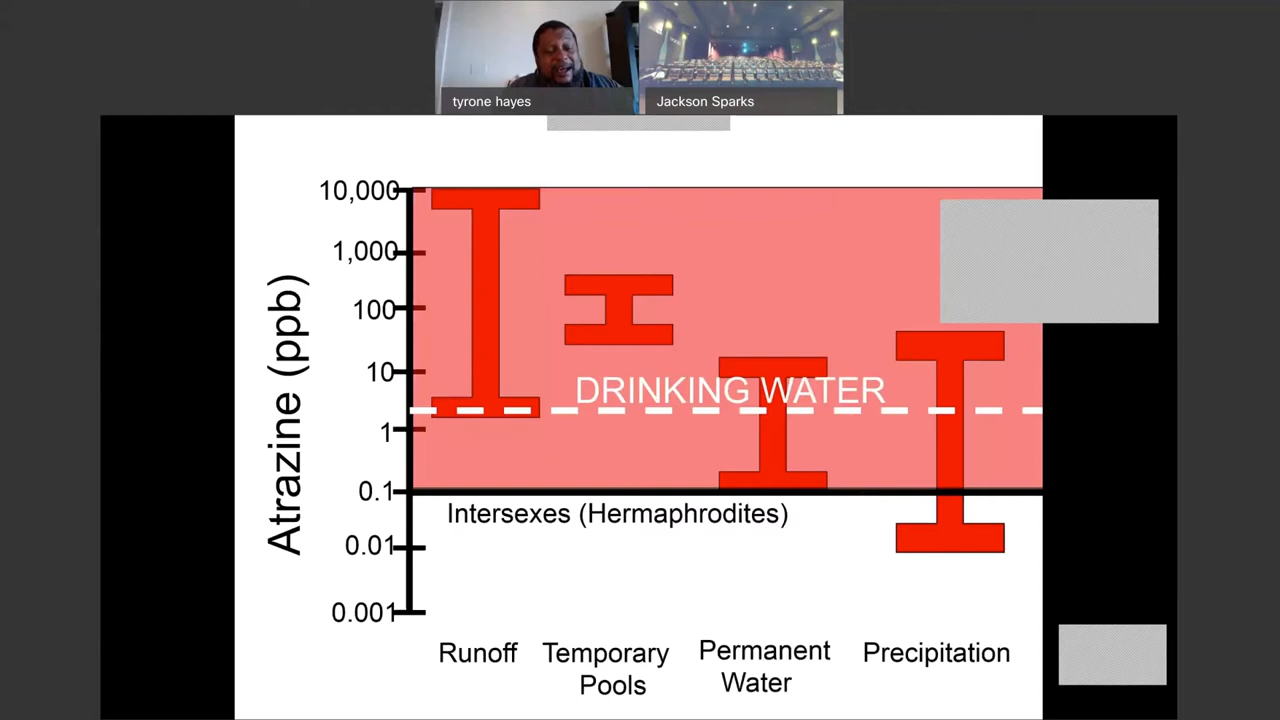 tyrone hayes
Jackson Sparks
10,000
1,000
100
10
1
0.1
0.01
0.001
Atrazine (ppb)
DRINKING WATER
Intersexes (Hermaphrodites)
Runoff
Temporary
Pools
Permanent
Water
Precipitation